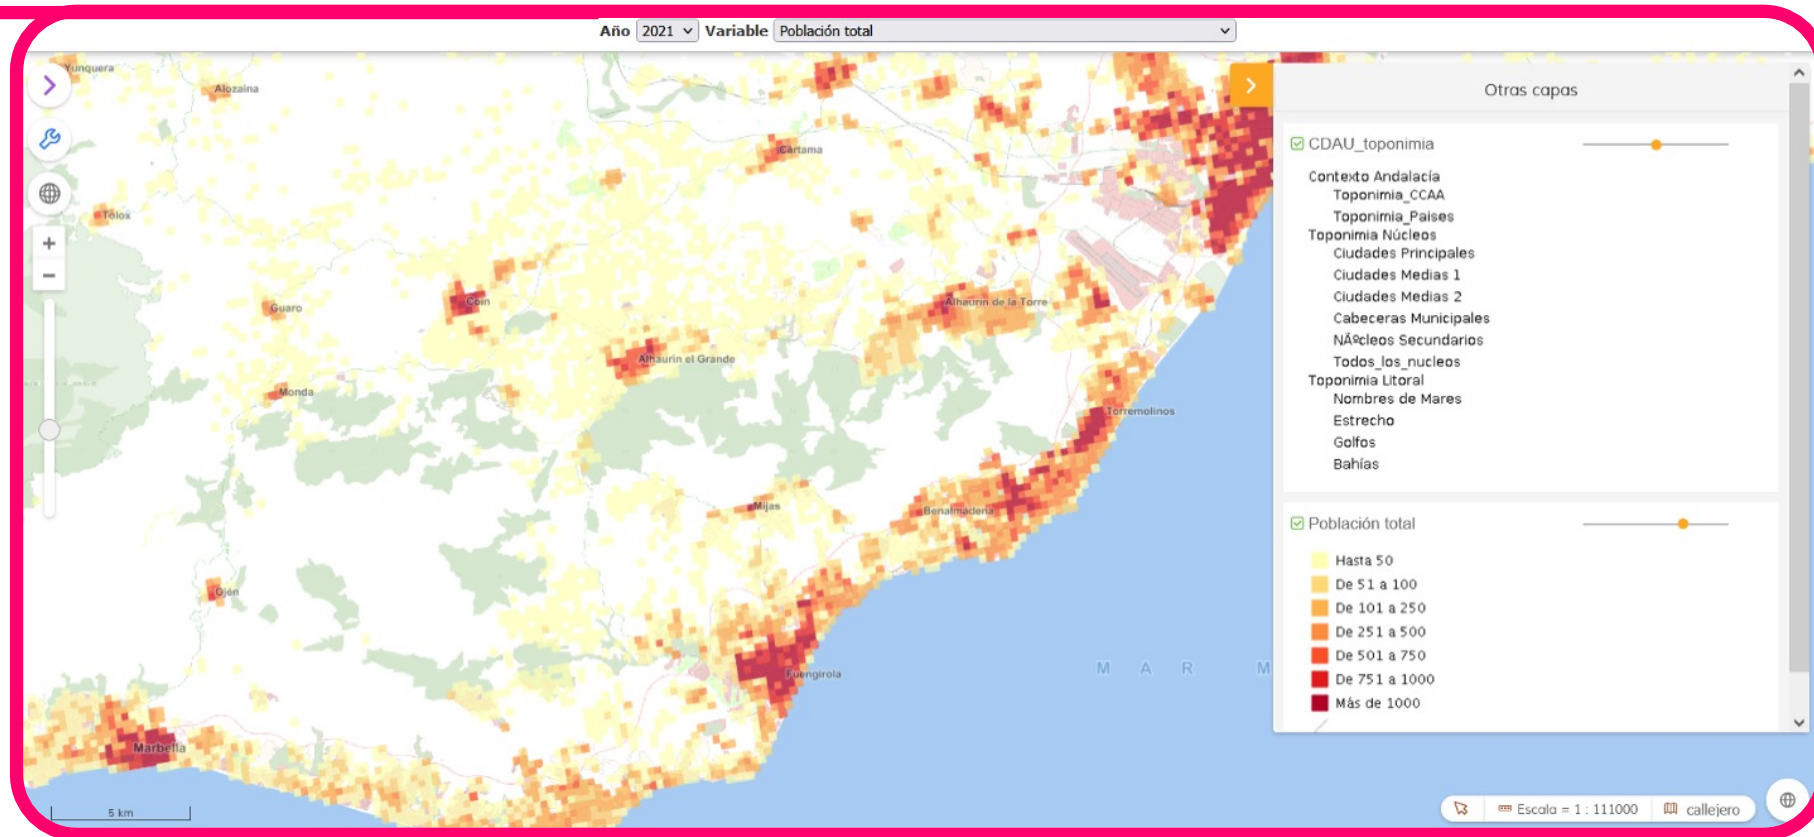 Año 2021 Variable Población total
Yunquera
Alozaina
Cártama
Tolox
Coín
Guaro
Alhaurín de la Torre
Alhaurín el Grande
Monda
Torremolinos
Mijas
Benalmádena
Ojén
Fuengirola
Marbella
M A R M
5 km
Otras capas
CDAU_toponimia
Contexto Andalacía
Toponimia_CCAA
Toponimia_Paises
Toponimia Núcleos
Ciudades Principales
Ciudades Medias 1
Ciudades Medias 2
Cabeceras Municipales
NÃºcleos Secundarios
Todos_los_nucleos
Toponimia Litoral
Nombres de Mares
Estrecho
Golfos
Bahías
Población total
Hasta 50
De 51 a 100
De 101 a 250
De 251 a 500
De 501 a 750
De 751 a 1000
Más de 1000
Escala = 1 : 111000 callejero